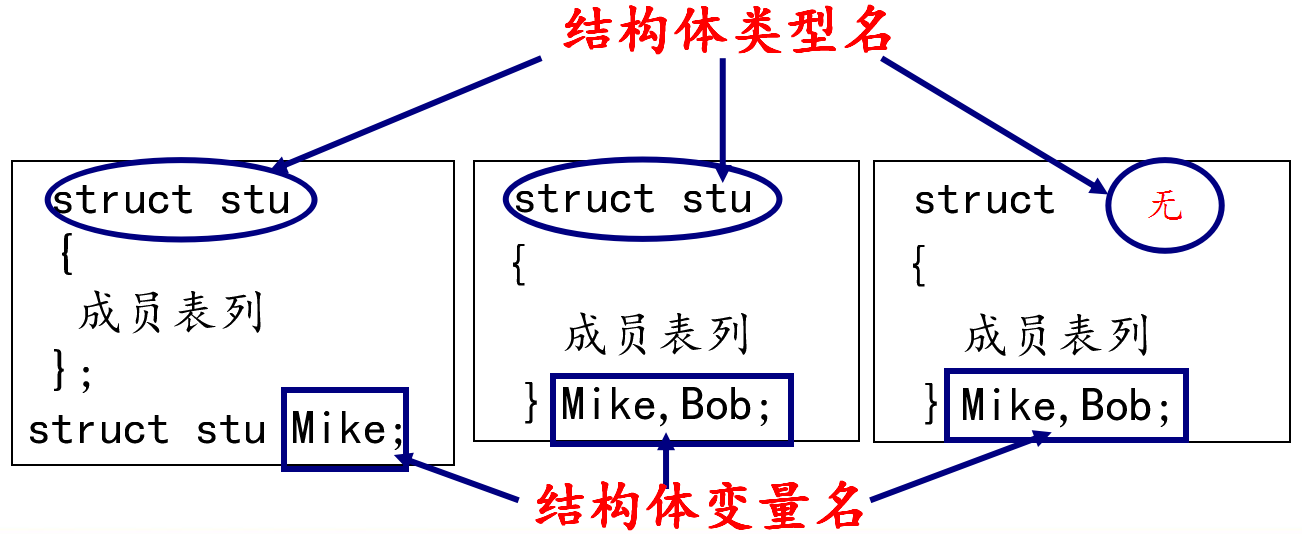 结构体类型名
struct stu
{
成员表列
};
struct stu Mike;
struct stu
{
成员表列
} Mike,Bob;
struct 无
{
成员表列
} Mike,Bob;
结构体变量名